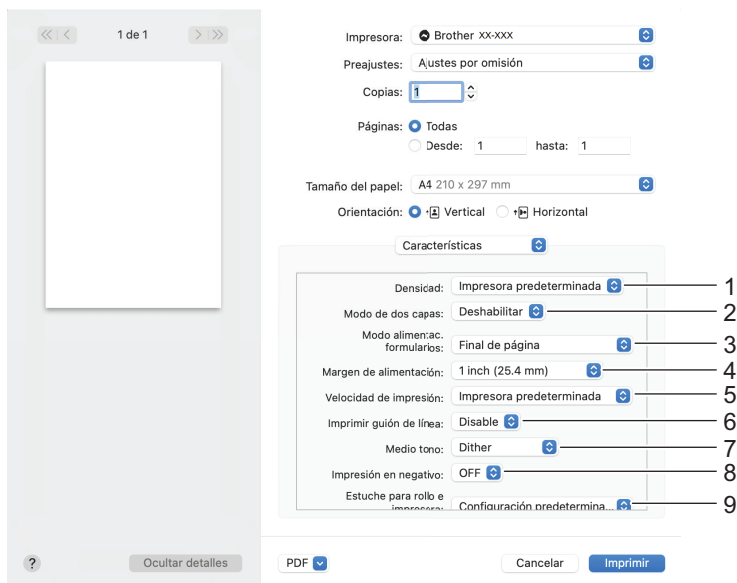 1 de 1
Impresora: Brother XX-XXX
Preajustes: Ajustes por omisión
Copias: 1
Páginas: Todas
Desde: 1 hasta: 1
Tamaño del papel: A4 210 x 297 mm
Orientación: Vertical Horizontal
Características
Densidad: Impresora predeterminada 1
Modo de dos capas: Deshabilitar 2
Modo alimentac.
formularios: Final de página 3
Margen de alimentación: 1 inch (25.4 mm) 4
Velocidad de impresión: Impresora predeterminada 5
Imprimir guión de línea: Disable 6
Medio tono: Dither 7
Impresión en negativo: OFF 8
Estuche para rollo e
impresora: Configuración predetermina... 9
? Ocultar detalles PDF Cancelar Imprimir